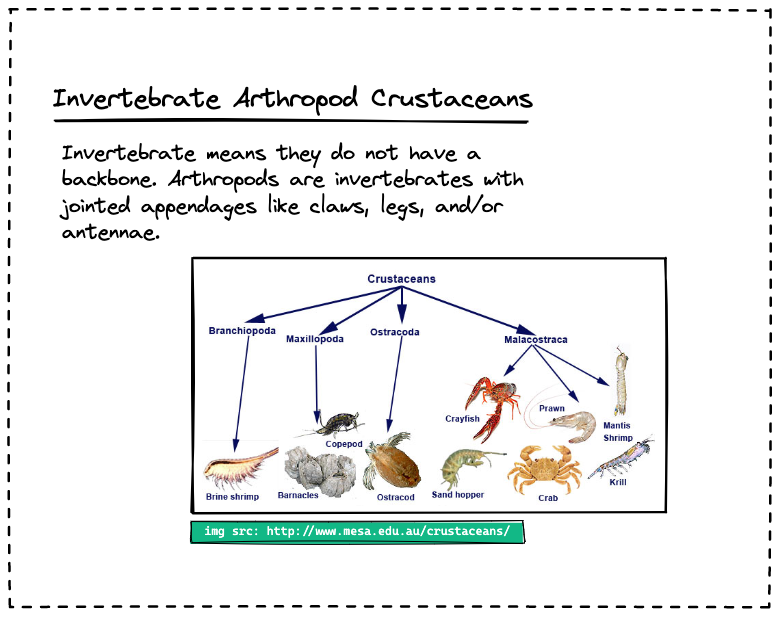 Invertebrate Arthropod Crustaceans
Invertebrate means they do not have a
backbone. Arthropods are invertebrates with
jointed appendages like claws, legs, and/or
antennae.
Crustaceans
Branchiopoda
Maxillopoda
Ostracoda
Malacostraca
Crayfish
Prawn
Mantis
Shrimp
Copepod
Brine shrimp
Barnacles
Ostracod
Sand hopper
Crab
Krill
img src: http://www.mesa.edu.au/crustaceans/